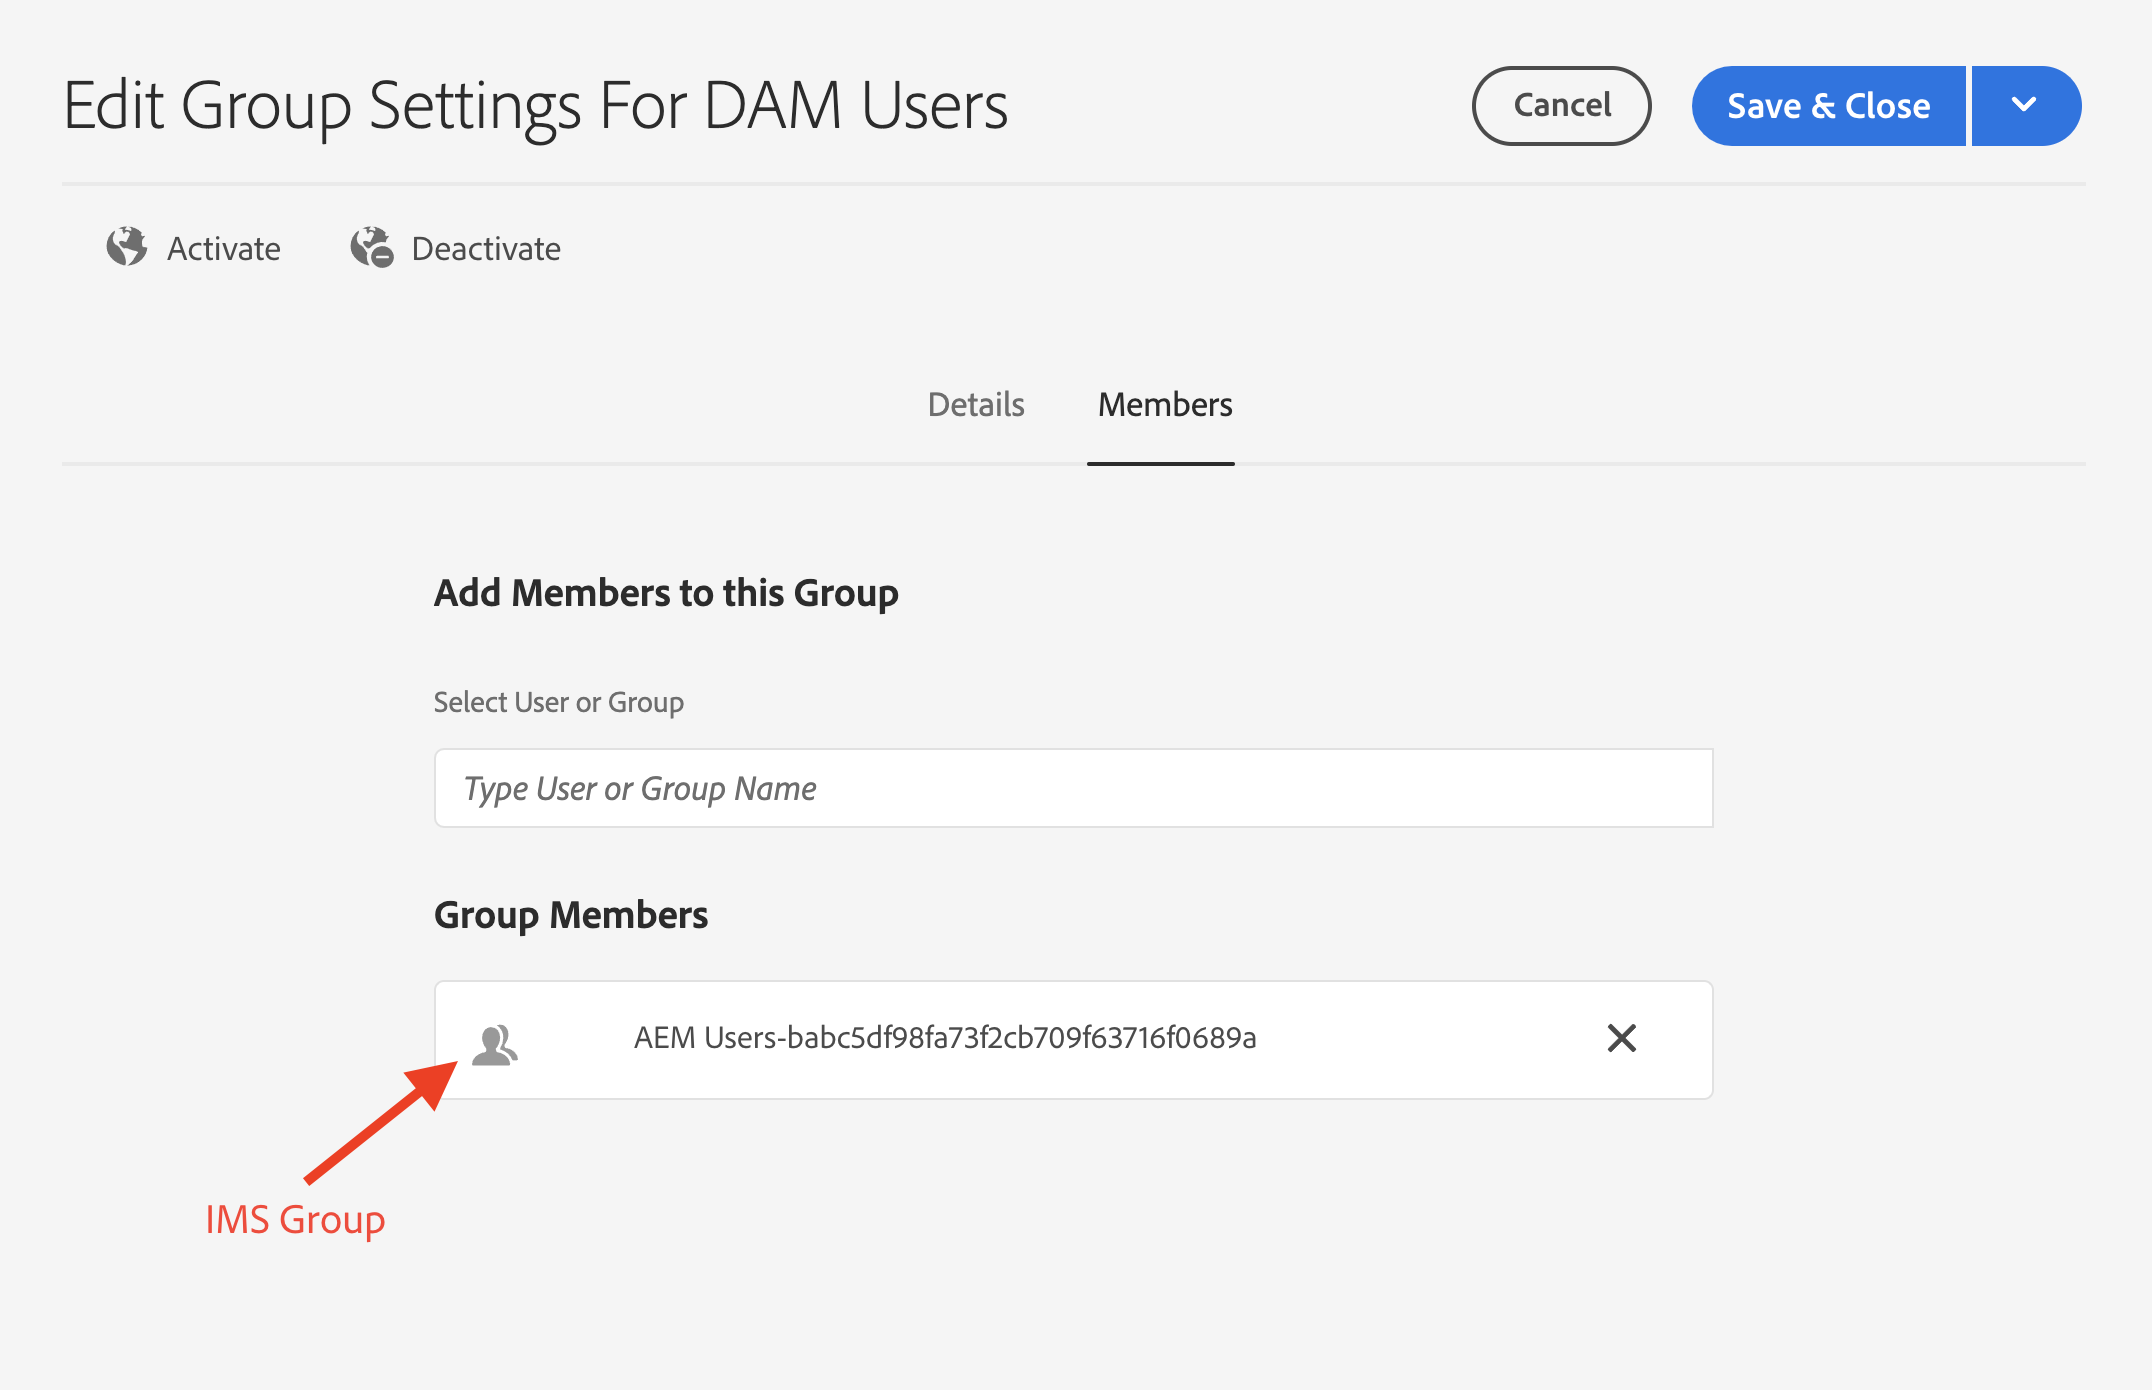 Edit Group Settings For DAM Users
Cancel
Save & Close
Activate
Deactivate
Details
Members
Add Members to this Group
Select User or Group
Type User or Group Name
Group Members
AEM Users-babc5df98fa73f2cb709f63716f0689a
IMS Group